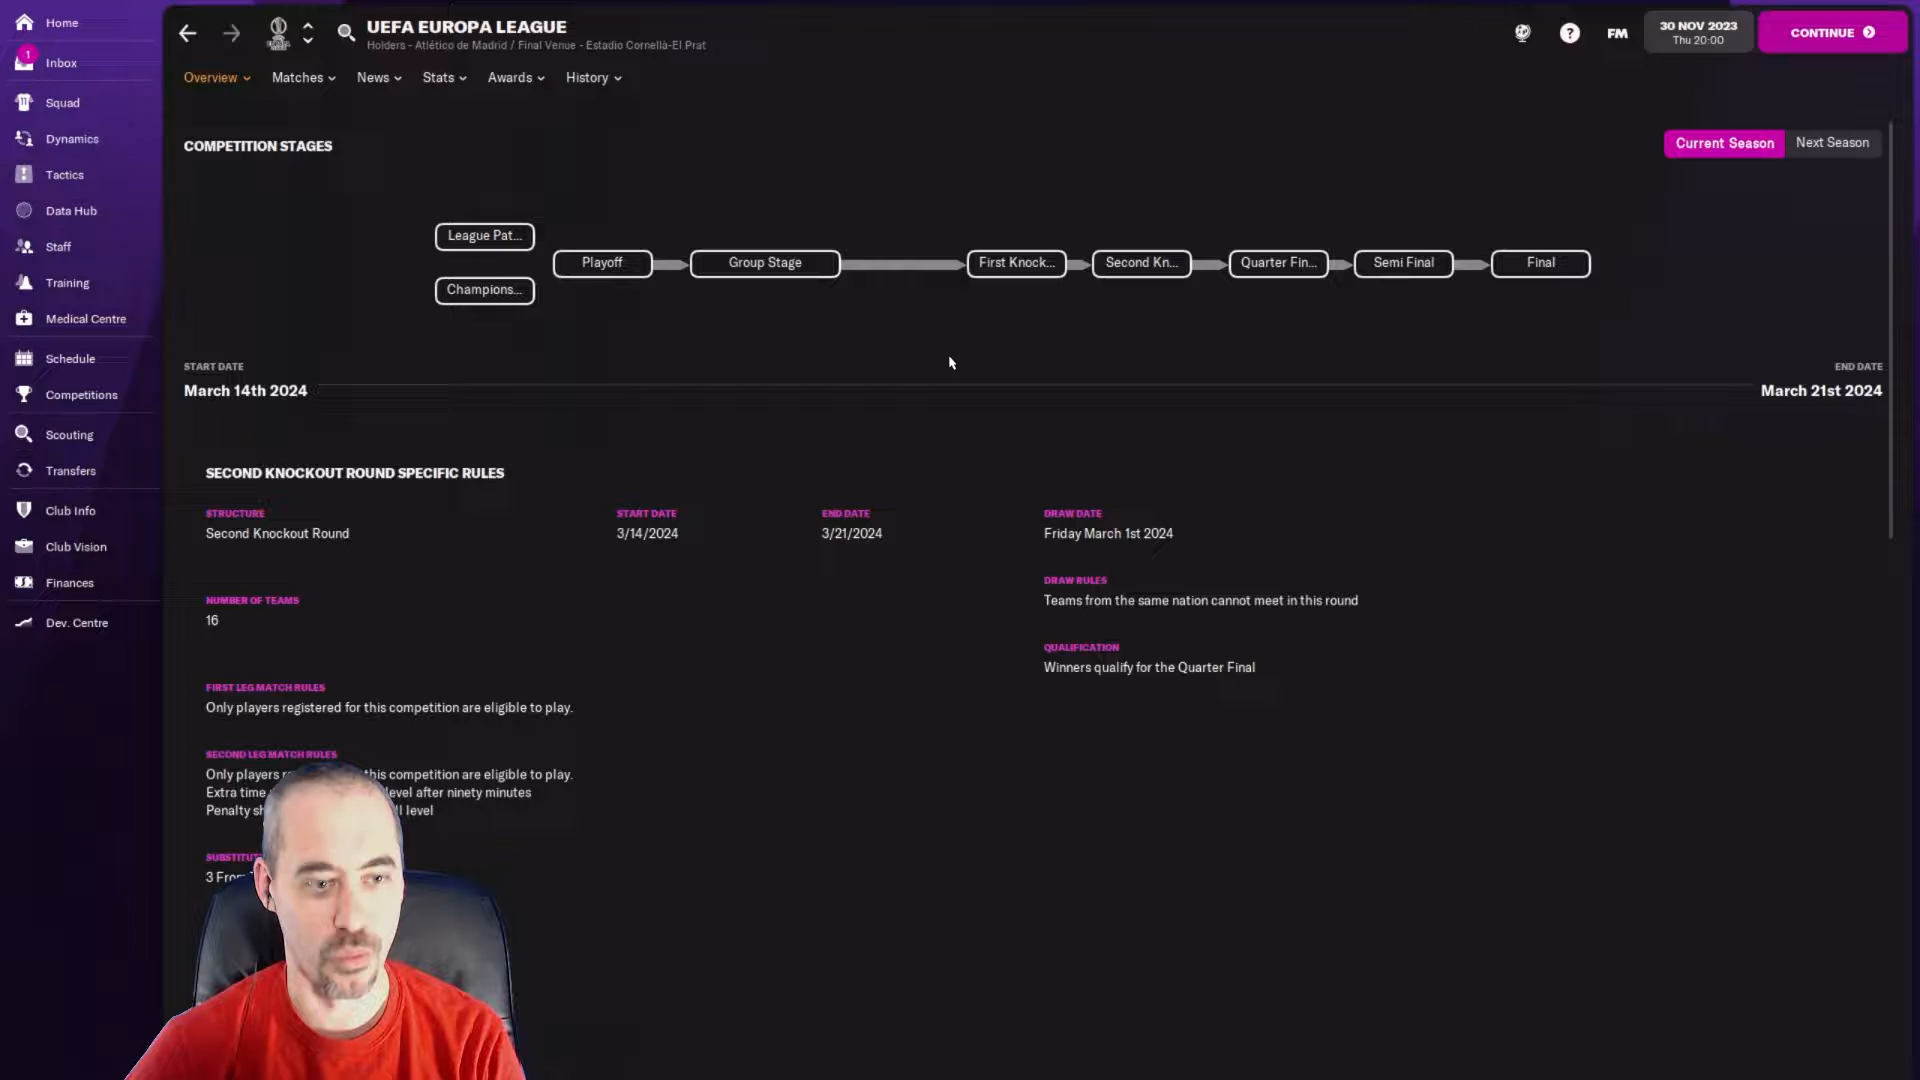 Home
1
Inbox
Squad
Dynamics
Tactics
Data Hub
Staff
Training
Medical Centre
Schedule
Competitions
Scouting
Transfers
Club Info
Club Vision
Finances
Dev. Centre
UEFA EUROPA LEAGUE
Holders - Atlético de Madrid / Final Venue - Estadio Cornellà-El Prat
FM
30 NOV 2023
Thu 20:00
CONTINUE
Overview Matches News Stats Awards History
COMPETITION STAGES
Current Season Next Season
League Pat...
Champions...
Playoff
Group Stage
First Knock...
Second Kn...
Quarter Fin...
Semi Final
Final
START DATE
March 14th 2024
END DATE
March 21st 2024
SECOND KNOCKOUT ROUND SPECIFIC RULES
STRUCTURE
Second Knockout Round
START DATE
3/14/2024
END DATE
3/21/2024
DRAW DATE
Friday March 1st 2024
DRAW RULES
Teams from the same nation cannot meet in this round
QUALIFICATION
Winners qualify for the Quarter Final
NUMBER OF TEAMS
16
FIRST LEG MATCH RULES
Only players registered for this competition are eligible to play.
SECOND LEG MATCH RULES
Only players this competition are eligible to play.
Extra time level after ninety minutes
Penalty level
3